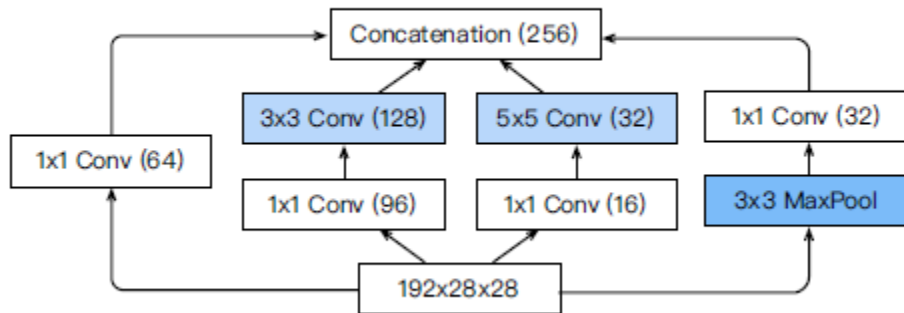 Concatenation (256)
3x3 Conv (128)
5x5 Conv (32)
1x1 Conv (32)
1x1 Conv (64)
1x1 Conv (96)
1x1 Conv (16)
3x3 MaxPool
192x28x28